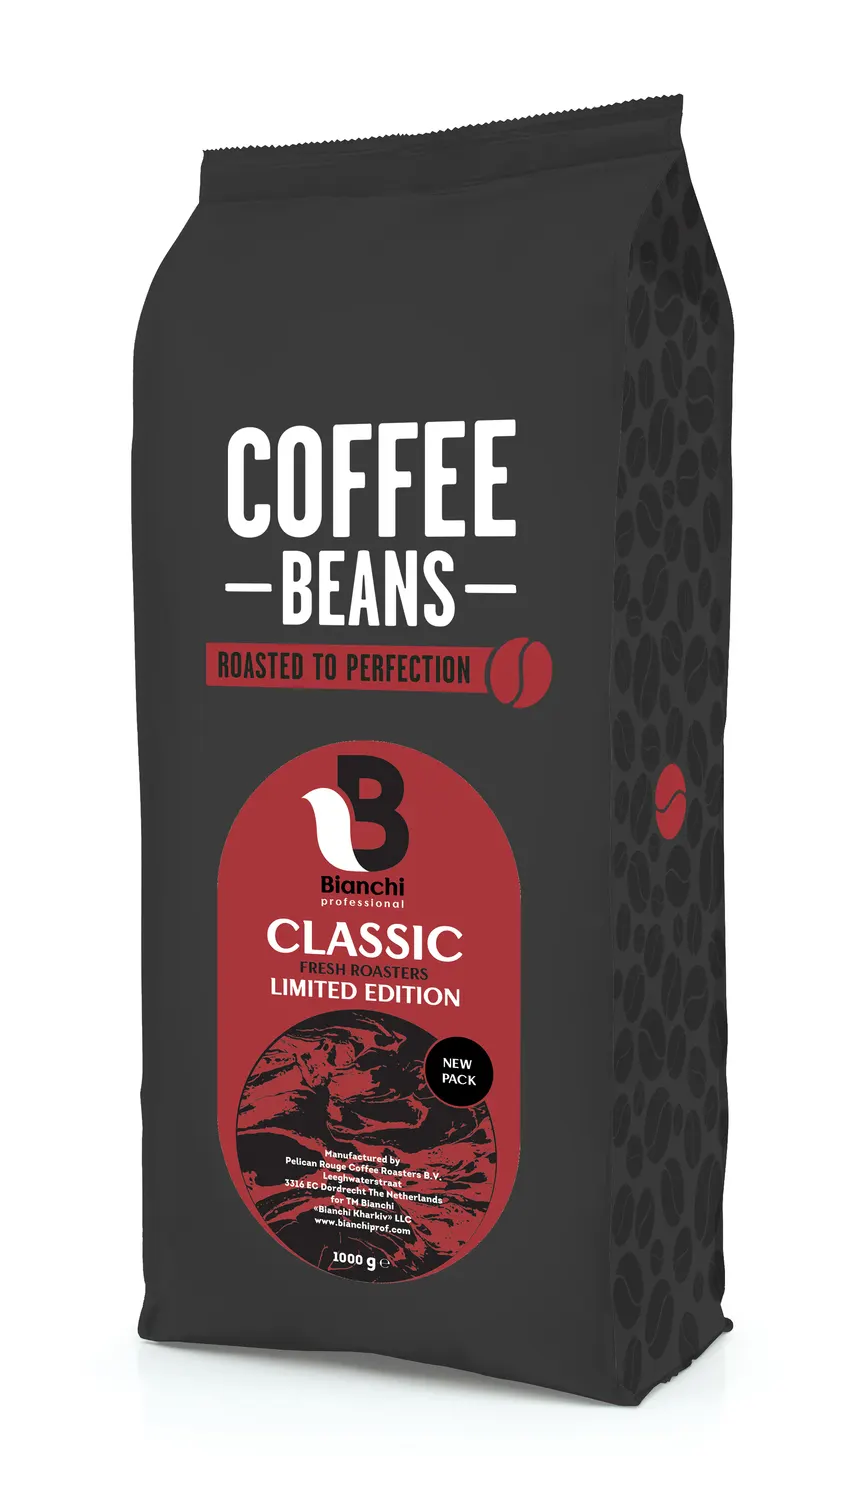 COFFEE
–BEANS–
ROASTED TO PERFECTION
B
Bianchi
professional
CLASSIC
FRESH ROASTERS
LIMITED EDITION
NEW
PACK
Manufactured by
Pelican Rouge Coffee Roasters B.V.
Leeghwaterstraat
3316 EC Dordrecht The Netherlands
for TM Bianchi
«Bianchi Kharkiv» LLC
www.bianchiprof.com
1000 g ℮